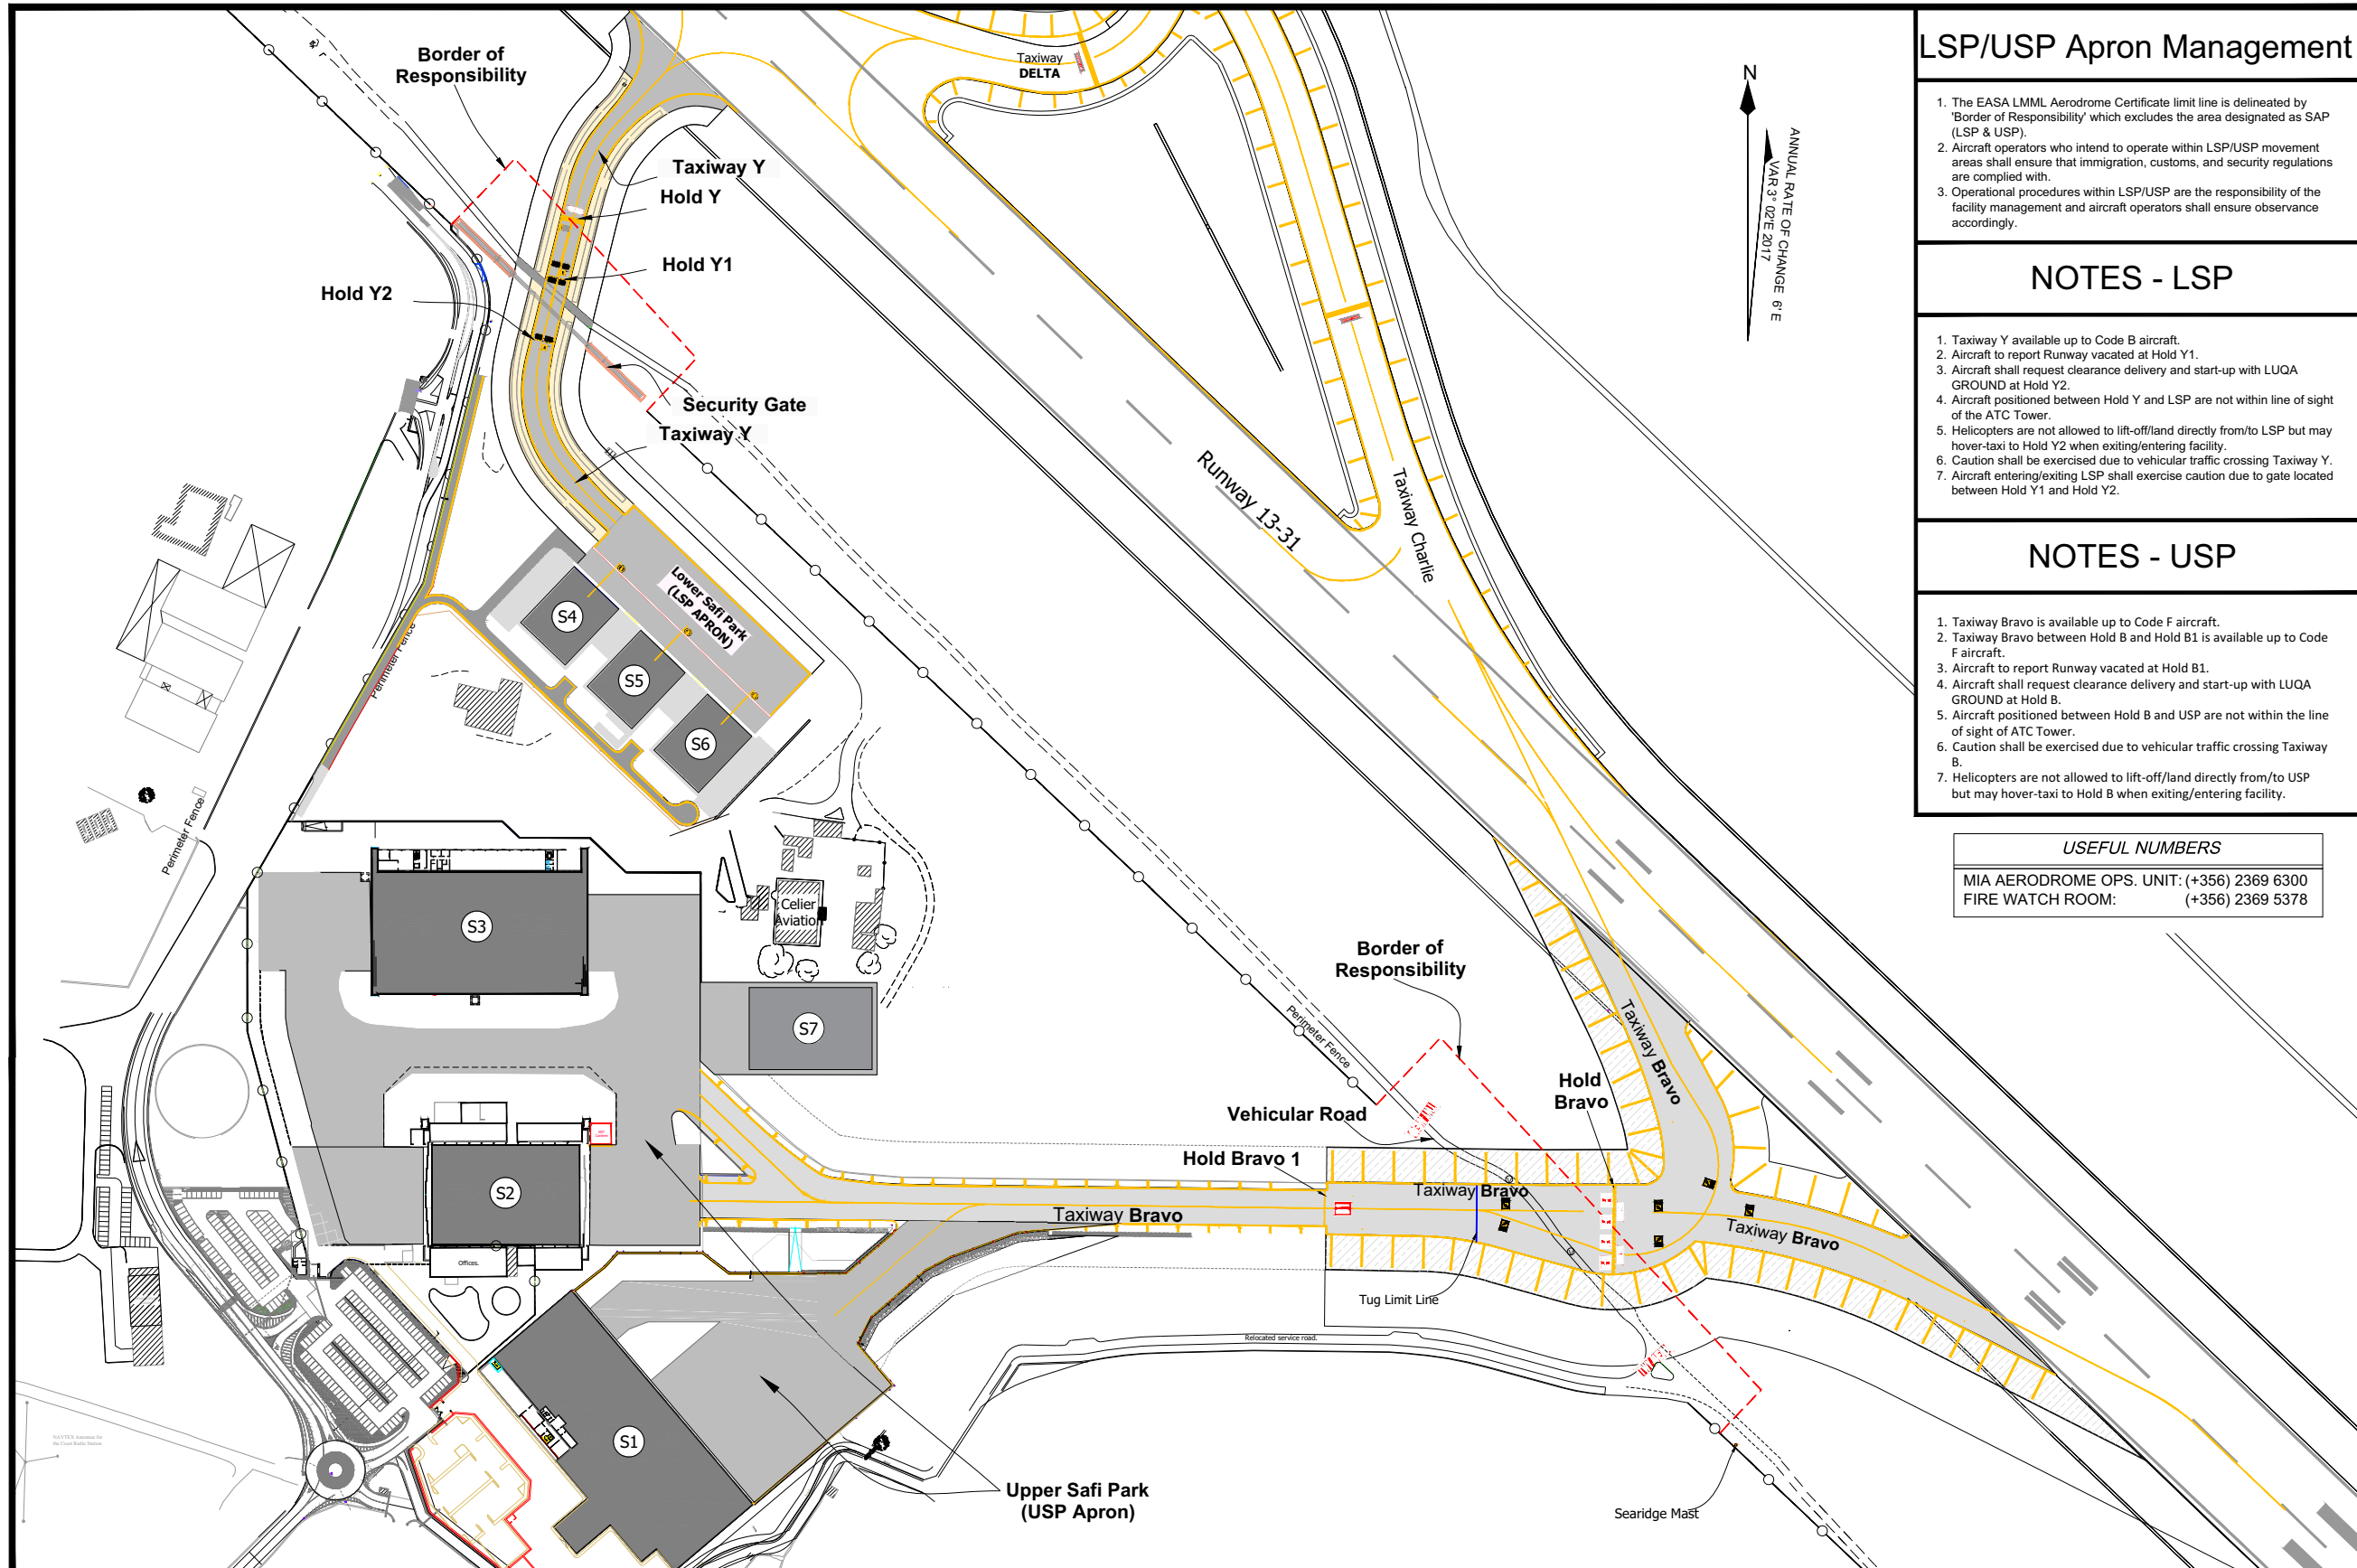 LSP/USP Apron Management
1. The EASA LMML Aerodrome Certificate limit line is delineated by
'Border of Responsibility' which excludes the area designated as SAP
(LSP & USP).
2. Aircraft operators who intend to operate within LSP/USP movement
areas shall ensure that immigration, customs, and security regulations
are complied with.
3. Operational procedures within LSP/USP are the responsibility of the
facility management and aircraft operators shall ensure observance
accordingly.
NOTES - LSP
1. Taxiway Y available up to Code B aircraft.
2. Aircraft to report Runway vacated at Hold Y1.
3. Aircraft shall request clearance delivery and start-up with LUQA
GROUND at Hold Y2.
4. Aircraft positioned between Hold Y and LSP are not within line of sight
of the ATC Tower.
5. Helicopters are not allowed to lift-off/land directly from/to LSP but may
hover-taxi to Hold Y2 when exiting/entering facility.
6. Caution shall be exercised due to vehicular traffic crossing Taxiway Y.
7. Aircraft entering/exiting LSP shall exercise caution due to gate located
between Hold Y1 and Hold Y2.
NOTES - USP
1. Taxiway Bravo is available up to Code F aircraft.
2. Taxiway Bravo between Hold B and Hold B1 is available up to Code
F aircraft.
3. Aircraft to report Runway vacated at Hold B1.
4. Aircraft shall request clearance delivery and start-up with LUQA
GROUND at Hold B.
5. Aircraft positioned between Hold B and USP are not within the line
of sight of ATC Tower.
6. Caution shall be exercised due to vehicular traffic crossing Taxiway
B.
7. Helicopters are not allowed to lift-off/land directly from/to USP
but may hover-taxi to Hold B when exiting/entering facility.
USEFUL NUMBERS
MIA AERODROME OPS. UNIT: (+356) 2369 6300
FIRE WATCH ROOM: (+356) 2369 5378
N
ANNUAL RATE OF CHANGE 6' E
VAR 3° 02'E 2017
Border of
Responsibility
Taxiway
DELTA
Taxiway Y
Hold Y
Hold Y1
Hold Y2
Security Gate
Taxiway Y
Runway 13-31
Taxiway Charlie
Lower Safi Park
(LSP APRON)
S4
S5
S6
Perimeter Fence
Perimeter Fence
Celier
Aviation
S3
S7
S2
Offices.
S1
Border of
Responsibility
Perimeter Fence
Taxiway Bravo
Hold
Bravo
Vehicular Road
Hold Bravo 1
Taxiway Bravo
Taxiway Bravo
Taxiway Bravo
Tug Limit Line
Relocated service road.
Upper Safi Park
(USP Apron)
Searidge Mast
NAVTEX Antennae for
the Coast Radio Station